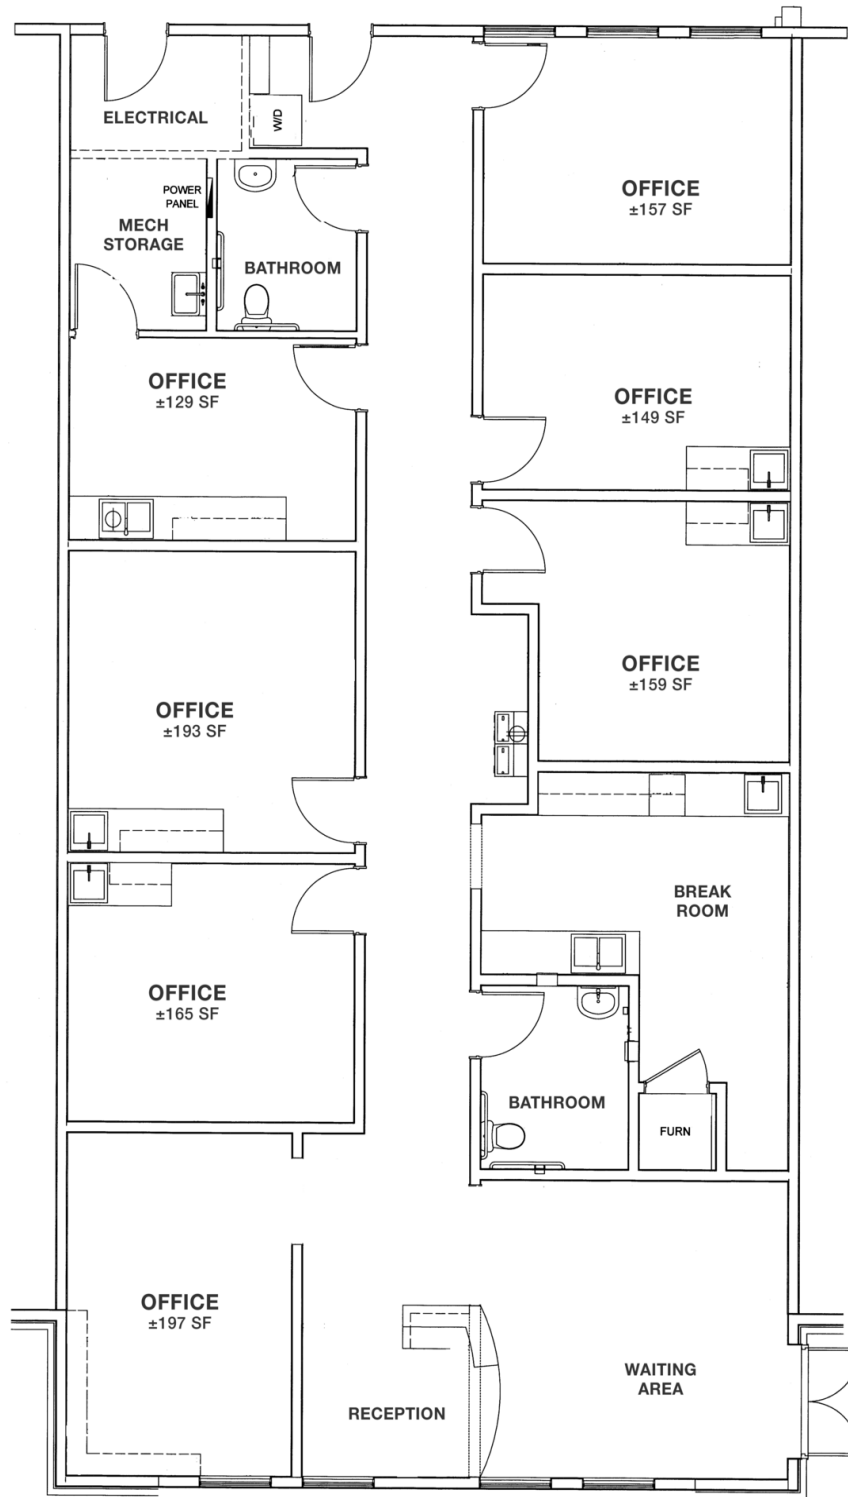 ELECTRICAL
W/D
POWER
PANEL
MECH
STORAGE
BATHROOM
OFFICE
±157 SF
OFFICE
±129 SF
OFFICE
±149 SF
OFFICE
±159 SF
OFFICE
±193 SF
BREAK
ROOM
OFFICE
±165 SF
BATHROOM
FURN
OFFICE
±197 SF
WAITING
AREA
RECEPTION